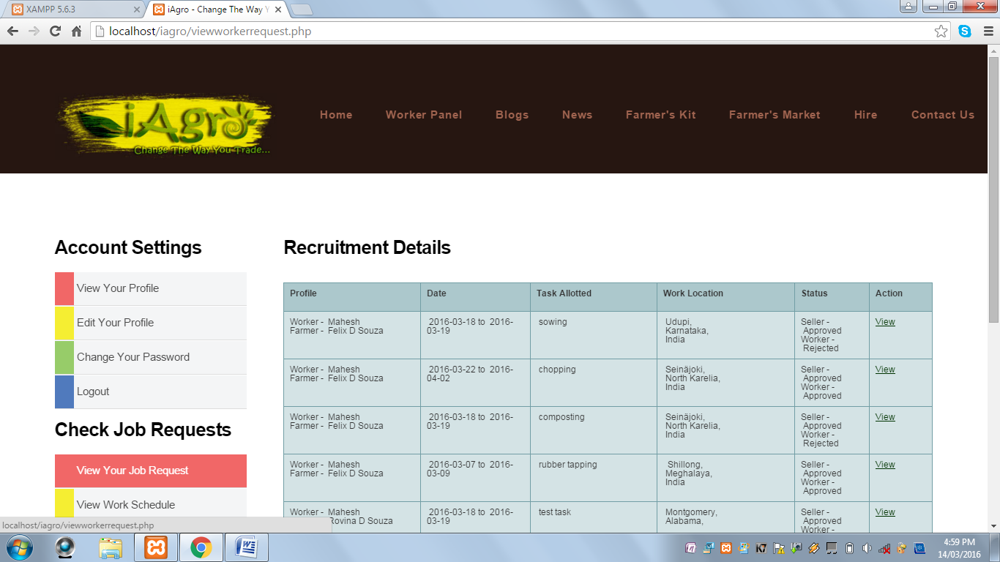 XAMPP 5.6.3
iAgro - Change The Way Y
localhost/iagro/viewworkerrequest.php
iAgro
Change The Way You Trade...
Home Worker Panel Blogs News Farmer's Kit Farmer's Market Hire Contact Us
Account Settings
View Your Profile
Edit Your Profile
Change Your Password
Logout
Check Job Requests
View Your Job Request
View Work Schedule
Recruitment Details
Profile Date Task Allotted Work Location Status Action
Worker - Mahesh 2016-03-18 to 2016- sowing Udupi, Seller - View
Farmer - Felix D Souza 03-19 Karnataka, Approved
India Worker -
Rejected
Worker - Mahesh 2016-03-22 to 2016- chopping Seinäjoki, Seller - View
Farmer - Felix D Souza 04-02 North Karelia, Approved
India Worker -
Approved
Worker - Mahesh 2016-03-18 to 2016- composting Seinäjoki, Seller - View
Farmer - Felix D Souza 03-19 North Karelia, Approved
India Worker -
Rejected
Worker - Mahesh 2016-03-07 to 2016- rubber tapping Shillong, Seller - View
Farmer - Felix D Souza 03-09 Meghalaya, Approved
India Worker -
Approved
Worker - Mahesh 2016-03-18 to 2016- test task Montgomery, Seller - View
Rovina D Souza 03-19 Alabama, Approved
Worker -
localhost/iagro/viewworkerrequest.php
4:59 PM
14/03/2016